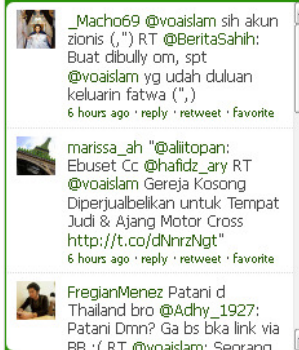 _Macho69 @voaislam sih akun
zionis (,") RT @BeritaSahih:
Buat dibully om, spt
@voaislam yg udah duluan
keluarin fatwa (",)
6 hours ago · reply · retweet · favorite
marissa_ah "@aliitopan:
Ebuset Cc @hafidz_ary RT
@voaislam Gereja Kosong
Diperjualbelikan untuk Tempat
Judi & Ajang Motor Cross
http://t.co/dNnrzNgt"
6 hours ago · reply · retweet · favorite
FregianMenez Patani d
Thailand bro @Adhy_1927:
Patani Dmn? Ga bs bka link via
BB :( RT @voaislam: Seorang